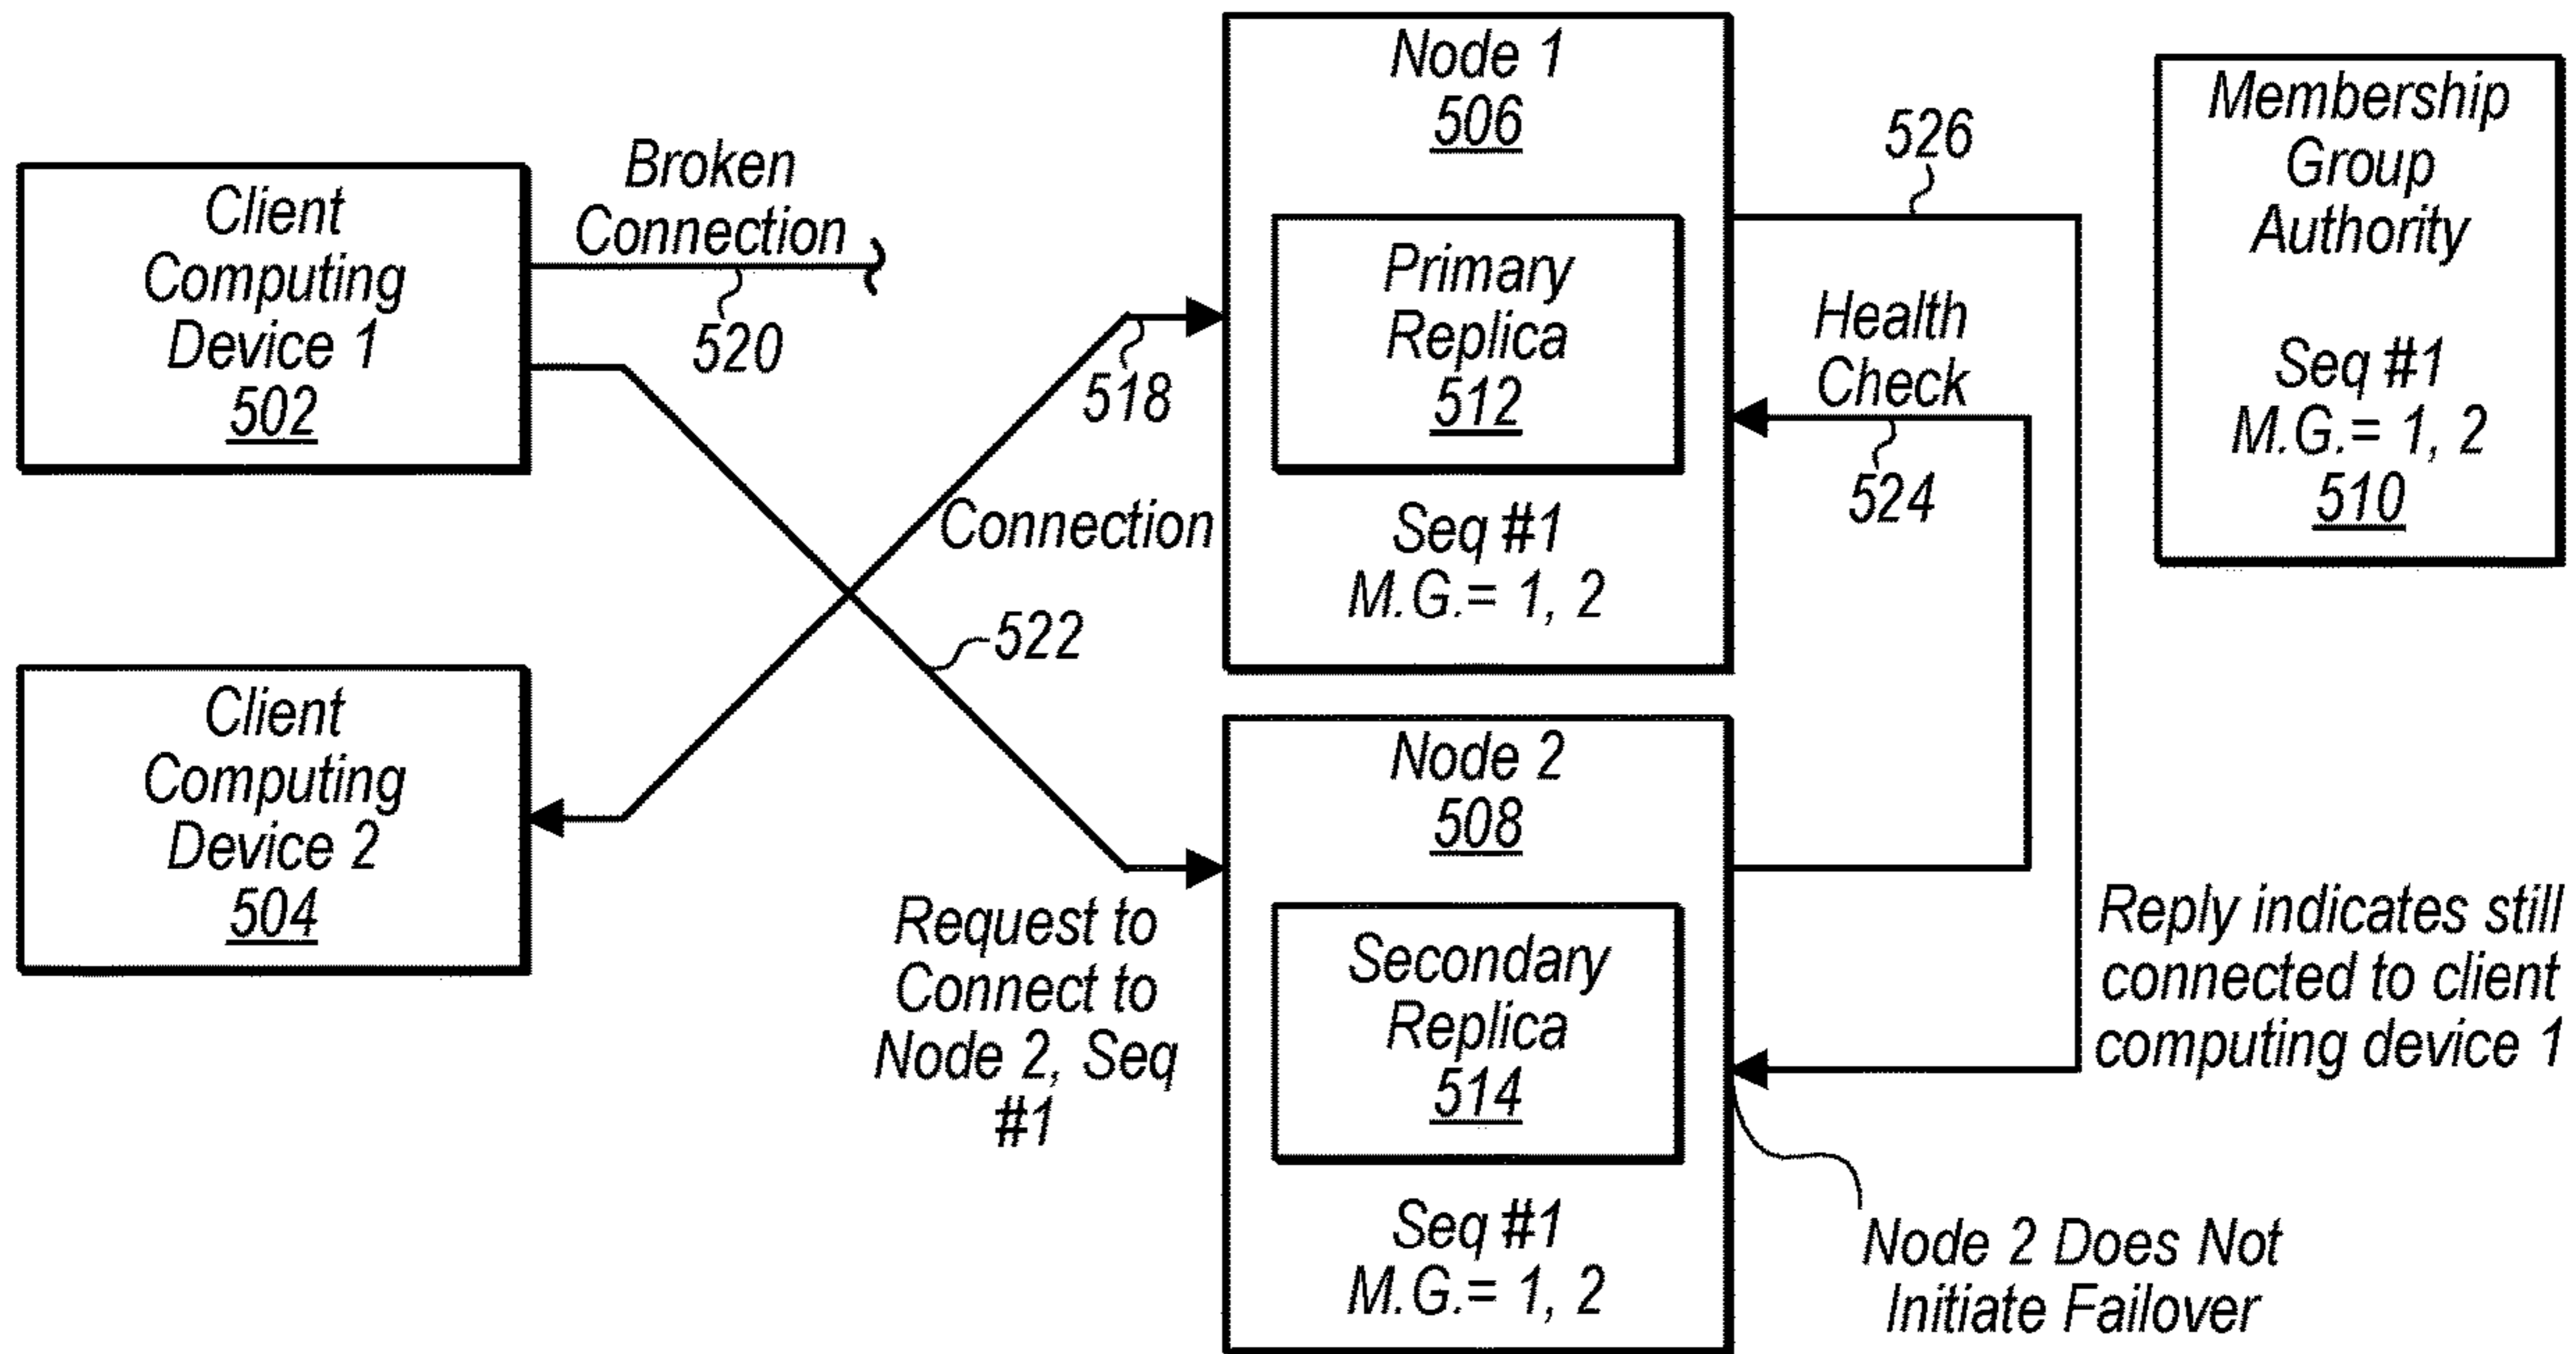 Client
Computing
Device 1
502
Broken
Connection
520
Client
Computing
Device 2
504
518
Connection
522
Request to
Connect to
Node 2, Seq
#1
Node 1
506
Primary
Replica
512
Seq #1
M.G.= 1, 2
Node 2
508
Secondary
Replica
514
Seq #1
M.G.= 1, 2
526
Health
Check
524
Membership
Group
Authority
Seq #1
M.G.= 1, 2
510
Reply indicates still
connected to client
computing device 1
Node 2 Does Not
Initiate Failover